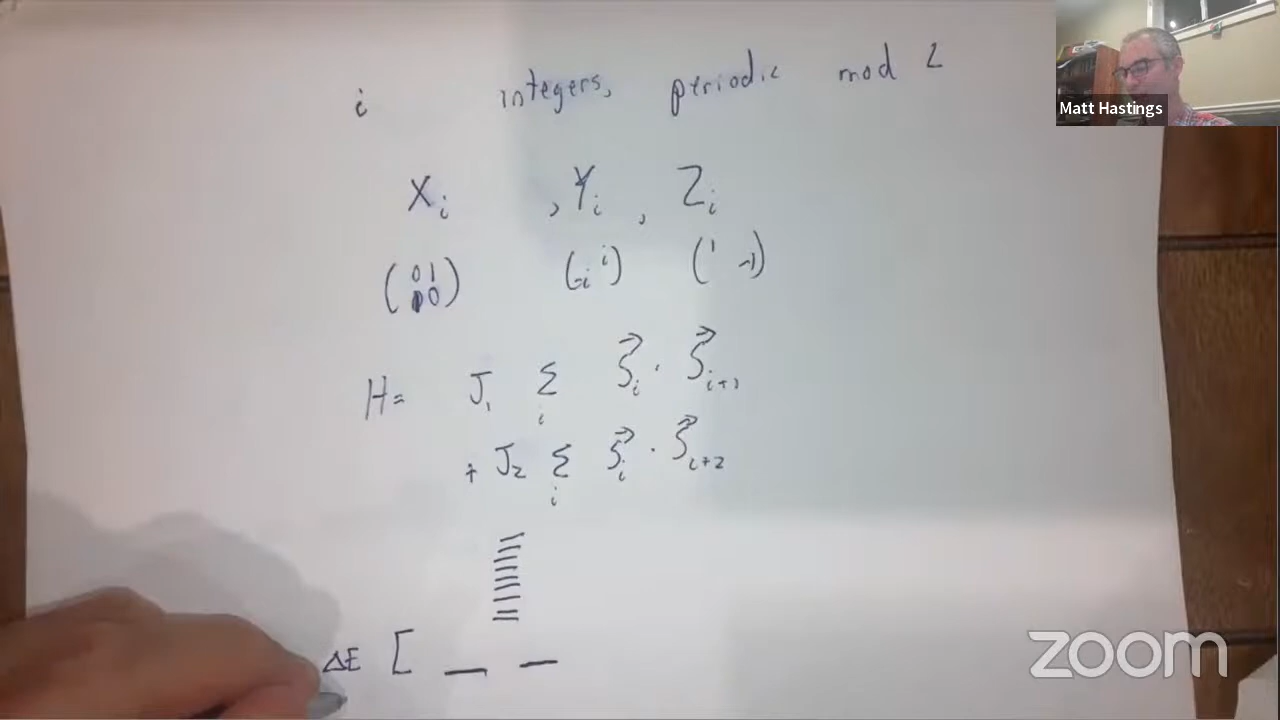 i integers, periodic mod L
Matt Hastings
X_i , Y_i , Z_i
(0 1 1 0) (-i i) (1 -1)
H = J_1 Σ_i S⃗_i · S⃗_{i+1}
+ J_2 Σ_i S⃗_i · S⃗_{i+2}
ΔE [
zoom